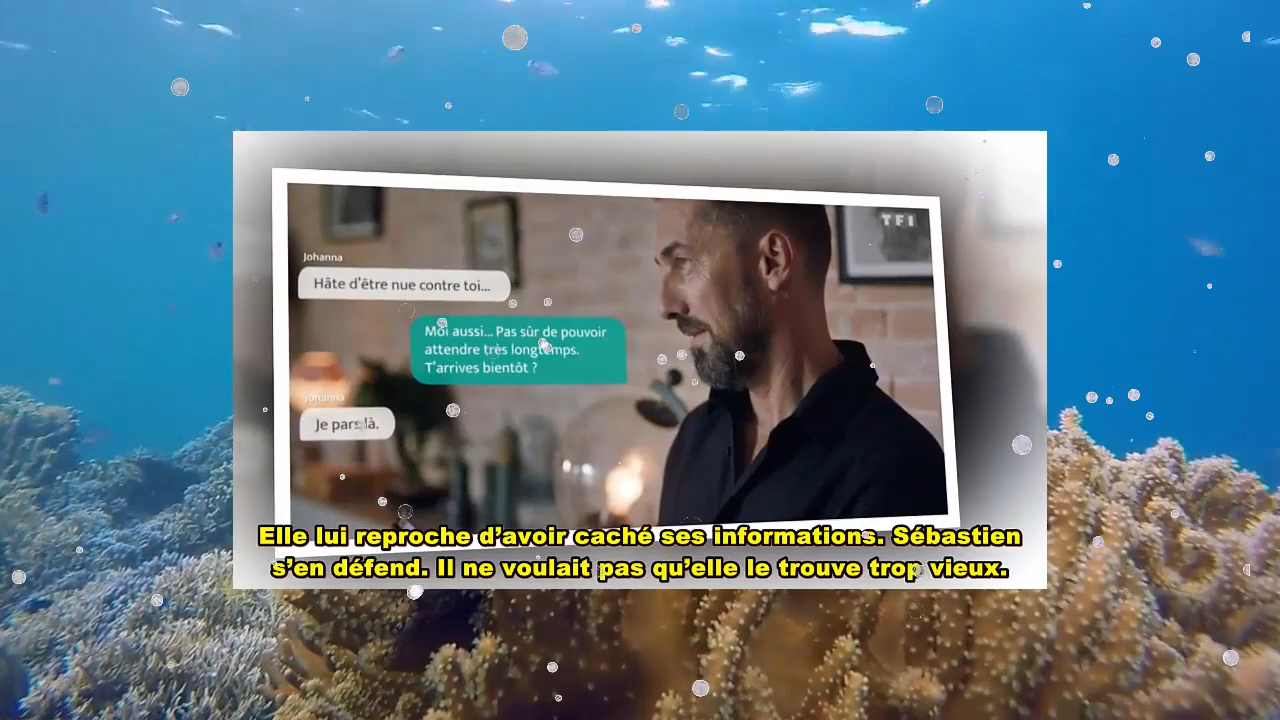 TF1
Johanna
Hâte d'être nue contre toi...
Moi aussi... Pas sûr de pouvoir
attendre très longtemps.
T'arrives bientôt ?
Johanna
Je pars là.
Elle lui reproche d'avoir caché ses informations. Sébastien
s'en défend. Il ne voulait pas qu'elle le trouve trop vieux.